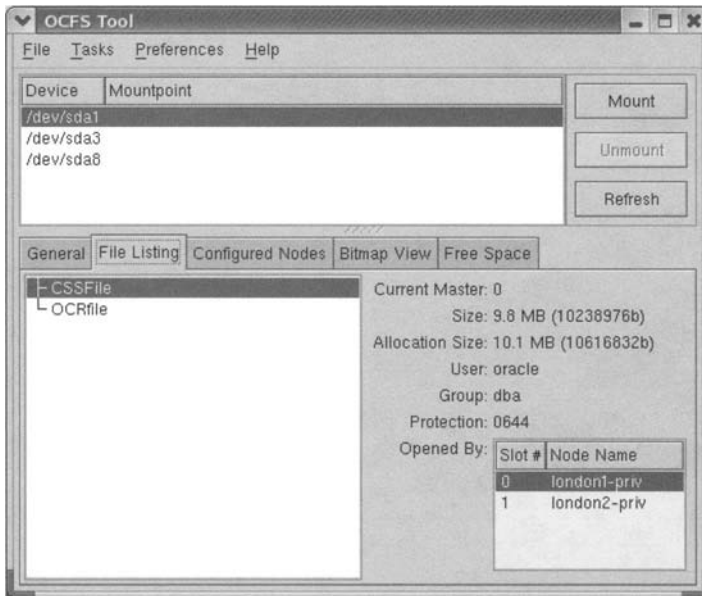 OCFS Tool
File Tasks Preferences Help
Device Mountpoint
/dev/sda1
/dev/sda3
/dev/sda8
Mount
Unmount
Refresh
General File Listing Configured Nodes Bitmap View Free Space
CSSFile
OCRfile
Current Master: 0
Size: 9.8 MB (10238976b)
Allocation Size: 10.1 MB (10616832b)
User: oracle
Group: dba
Protection: 0644
Opened By:
Slot # Node Name
0 london1-priv
1 london2-priv